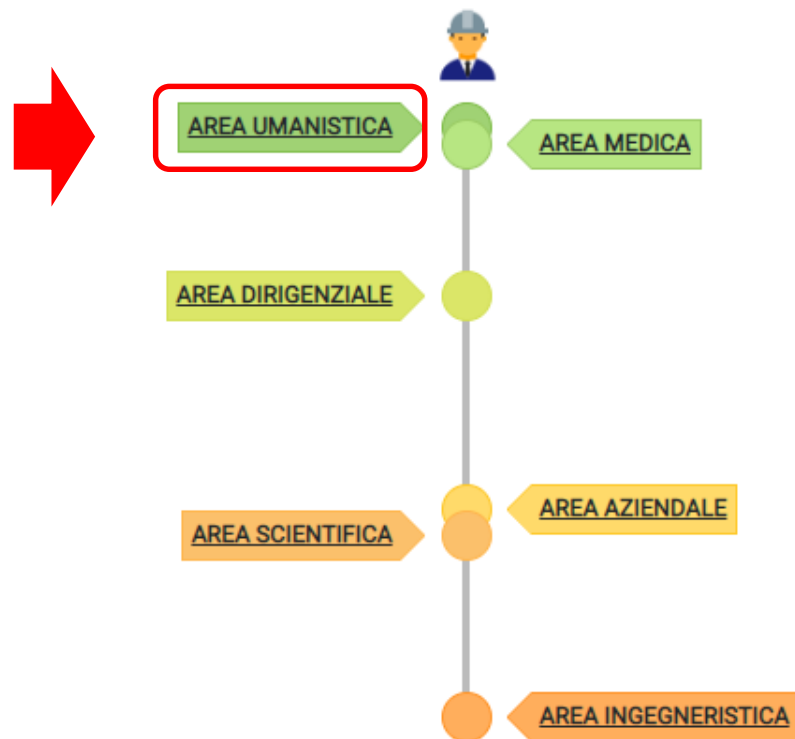 AREA UMANISTICA
AREA MEDICA
AREA DIRIGENZIALE
AREA AZIENDALE
AREA SCIENTIFICA
AREA INGEGNERISTICA